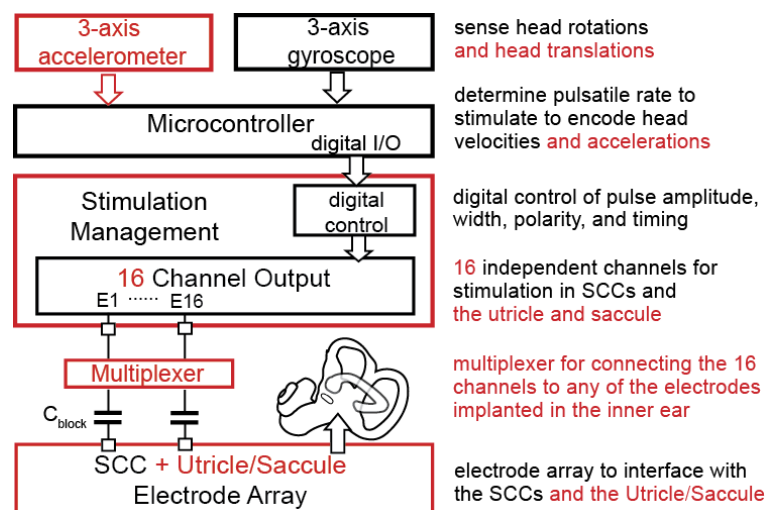 3-axis
accelerometer
3-axis
gyroscope
sense head rotations
and head translations
Microcontroller
digital I/O
determine pulsatile rate to
stimulate to encode head
velocities and accelerations
Stimulation
Management
digital
control
digital control of pulse amplitude,
width, polarity, and timing
16 Channel Output
E1 ...... E16
16 independent channels for
stimulation in SCCs and
the utricle and saccule
Multiplexer
multiplexer for connecting the 16
channels to any of the electrodes
implanted in the inner ear
Cblock
SCC + Utricle/Saccule
Electrode Array
electrode array to interface with
the SCCs and the Utricle/Saccule